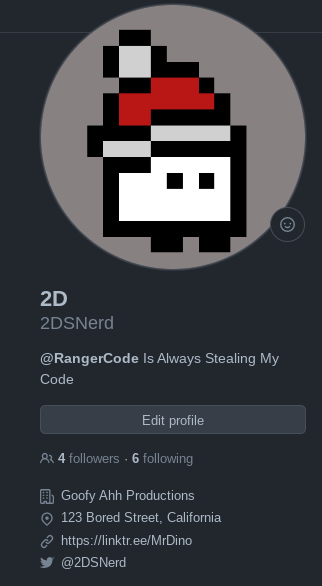 2D
2DSNerd
@RangerCode Is Always Stealing My
Code
Edit profile
4 followers · 6 following
Goofy Ahh Productions
123 Bored Street, California
https://linktr.ee/MrDino
@2DSNerd